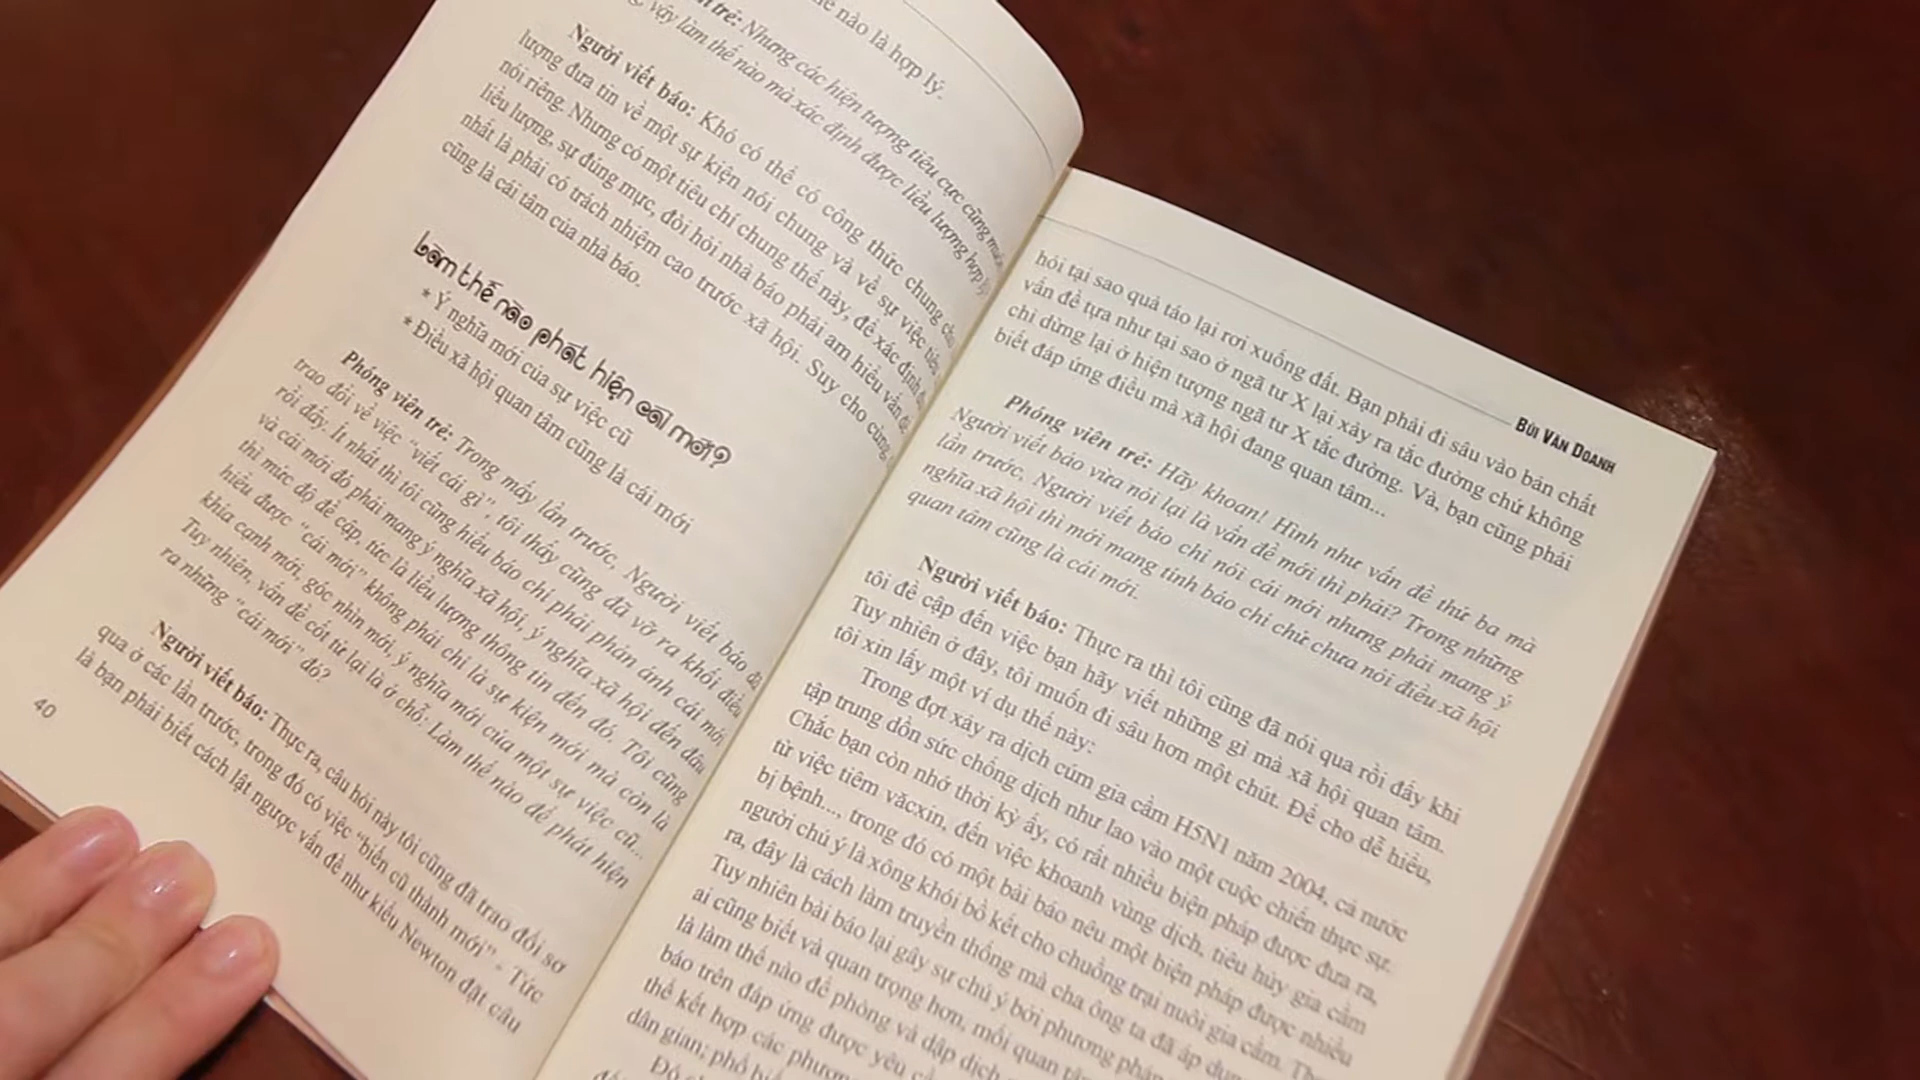 thế nào là hợp lý.
trẻ: Nhưng các hiện tượng tiêu cực cũng
vậy làm thế nào mà xác định được liều lượng hợp lý
Người viết báo: Khó có thể có công thức chung cho
lượng đưa tin về một sự kiện nói chung và về sự việc tiêu
nói riêng. Nhưng có một tiêu chí chung thế này, để xác định
liều lượng, sự đúng mực, đòi hỏi nhà báo phải am hiểu vấn đề,
nhất là phải có trách nhiệm cao trước xã hội. Suy cho cùng,
cũng là cái tâm của nhà báo.
Làm thế nào phát hiện cái mới?
* Ý nghĩa mới của sự việc cũ
* Điều xã hội quan tâm cũng là cái mới
Phóng viên trẻ: Trong mấy lần trước, Người viết báo đã
trao đổi về việc "viết cái gì", tôi thấy cũng đã vỡ ra khối điều
rồi đấy. Ít nhất thì tôi cũng hiểu báo chí phải phản ánh cái mới
và cái mới đó phải mang ý nghĩa xã hội, ý nghĩa xã hội đến đâu
thì mức độ đề cập, tức là liều lượng thông tin đến đó. Tôi cũng
hiểu được "cái mới" không phải chỉ là sự kiện mới mà còn là
khía cạnh mới, góc nhìn mới, ý nghĩa mới của một sự việc cũ...
Tuy nhiên, vấn đề cốt tử lại là ở chỗ: Làm thế nào để phát hiện
ra những "cái mới" đó?
Người viết báo: Thực ra, câu hỏi này tôi cũng đã trao đổi sơ
qua ở các lần trước, trong đó có việc "biến cũ thành mới" - Tức
là bạn phải biết cách lật ngược vấn đề như kiểu Newton đặt câu
40
BÙI VĂN DOANH
hỏi tại sao quả táo lại rơi xuống đất. Bạn phải đi sâu vào bản chất
vấn đề tựa như tại sao ở ngã tư X lại xảy ra tắc đường chứ không
chỉ dừng lại ở hiện tượng ngã tư X tắc đường. Và, bạn cũng phải
biết đáp ứng điều mà xã hội đang quan tâm...
Phóng viên trẻ: Hãy khoan! Hình như vấn đề thứ ba mà
Người viết báo vừa nói lại là vấn đề mới thì phải? Trong những
lần trước, Người viết báo chỉ nói cái mới nhưng phải mang ý
nghĩa xã hội thì mới mang tính báo chí chứ chưa nói điều xã hội
quan tâm cũng là cái mới.
Người viết báo: Thực ra thì tôi cũng đã nói qua rồi đấy khi
tôi đề cập đến việc bạn hãy viết những gì mà xã hội quan tâm.
Tuy nhiên ở đây, tôi muốn đi sâu hơn một chút. Để cho dễ hiểu,
tôi xin lấy một ví dụ thế này:
Trong đợt xảy ra dịch cúm gia cầm H5N1 năm 2004, cả nước
tập trung dồn sức chống dịch như lao vào một cuộc chiến thực sự.
Chắc bạn còn nhớ thời kỳ ấy, có rất nhiều biện pháp được đưa ra,
từ việc tiêm văcxin, đến việc khoanh vùng dịch, tiêu hủy gia cầm
bị bệnh..., trong đó có một bài báo nêu một biện pháp được nhiều
người chú ý là xông khói bồ kết cho chuồng trại nuôi gia cầm.
ra, đây là cách làm truyền thống mà cha ông ta đã áp
Tuy nhiên bài báo lại gây sự chú ý bởi phương pháp
ai cũng biết và quan trọng hơn, mối quan
là làm thế nào để phòng và dập dịch
báo trên đáp ứng được yêu
thế kết hợp các phương
dân gian; phổ